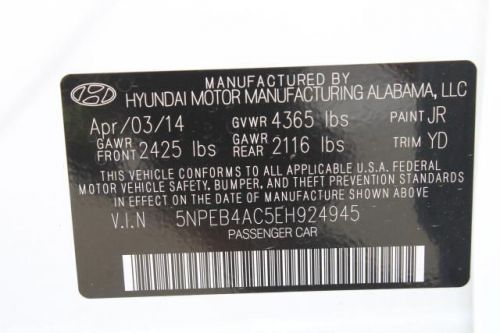 MANUFACTURED BY
HYUNDAI MOTOR MANUFACTURING ALABAMA, LLC
Apr/03/14 GVWR 4365 lbs PAINT JR
GAWR FRONT 2425 lbs GAWR REAR 2116 lbs TRIM YD
THIS VEHICLE CONFORMS TO ALL APPLICABLE U.S.A. FEDERAL
MOTOR VEHICLE SAFETY, BUMPER, AND THEFT PREVENTION STANDARDS
IN EFFECT ON THE DATE OF MANUFACTURE SHOWN ABOVE.
V.I.N 5NPEB4AC5EH924945
PASSENGER CAR